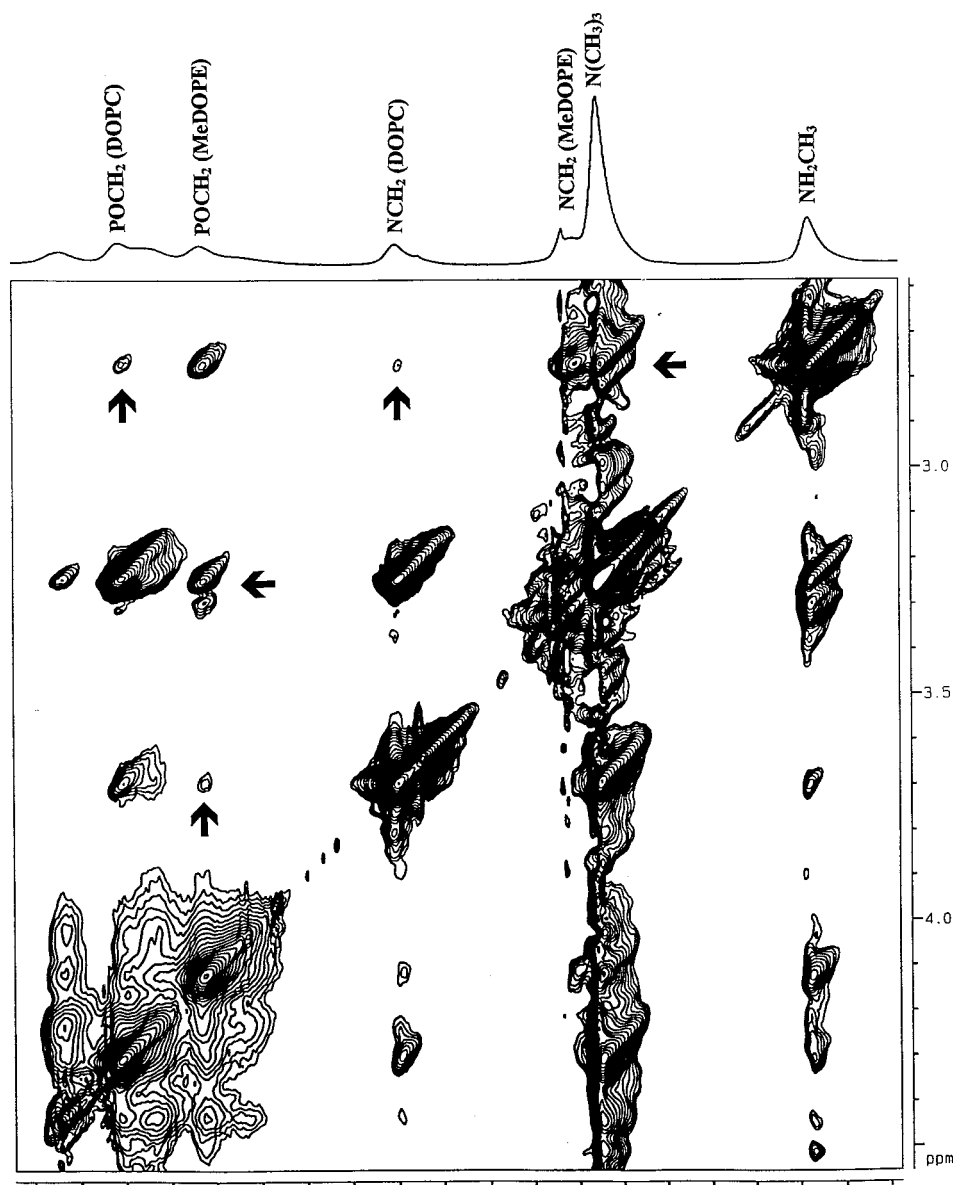 POCH₂ (DOPC)
POCH₂ (MeDOPE)
NCH₂ (DOPC)
NCH₂ (MeDOPE)
N(CH₃)₃
NH₂CH₃
3.0
3.5
4.0
ppm